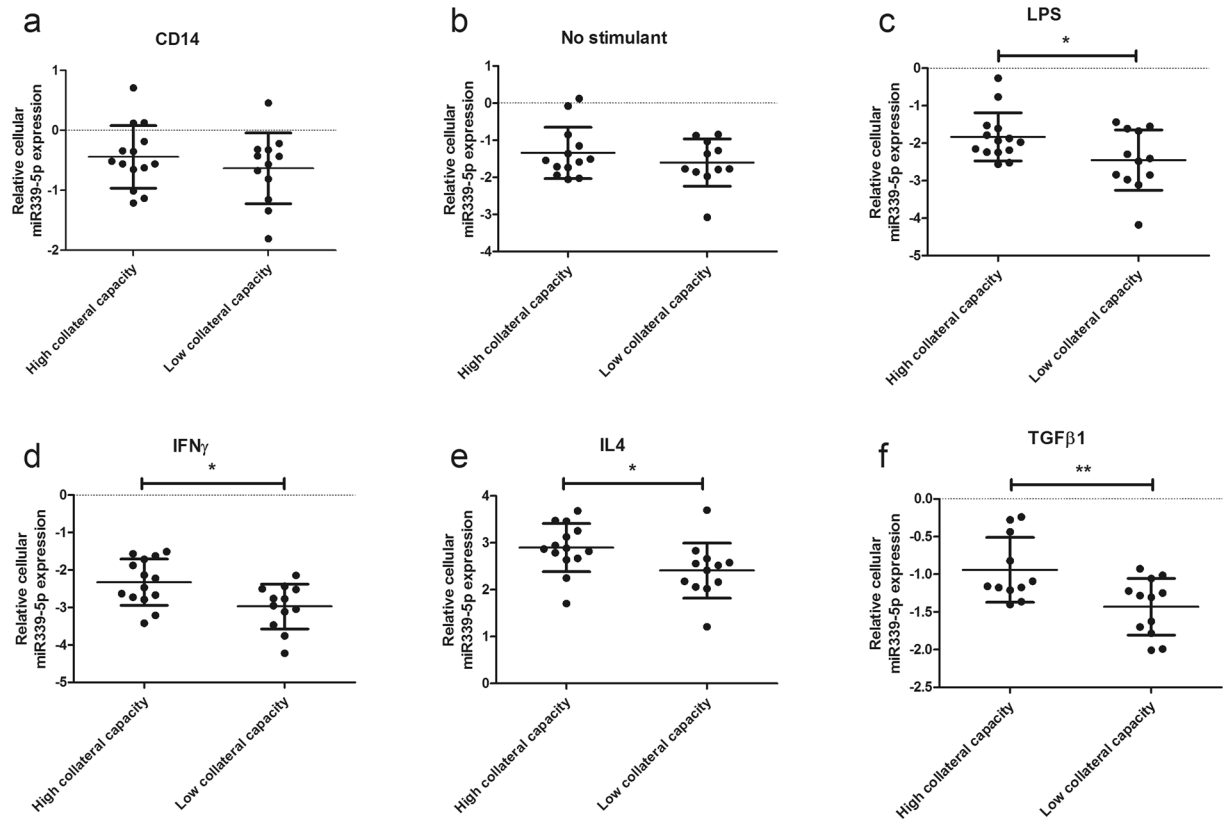 a
CD14
Relative cellular
miR339-5p expression
1
0
-1
-2
High collateral capacity
Low collateral capacity
b
No stimulant
Relative cellular
miR339-5p expression
1
0
-1
-2
-3
-4
High collateral capacity
Low collateral capacity
c
LPS
*
Relative cellular
miR339-5p expression
0
-1
-2
-3
-4
-5
High collateral capacity
Low collateral capacity
d
IFNγ
*
Relative cellular
miR339-5p expression
0
-1
-2
-3
-4
-5
High collateral capacity
Low collateral capacity
e
IL4
*
Relative cellular
miR339-5p expression
4
3
2
1
0
High collateral capacity
Low collateral capacity
f
TGFβ1
**
Relative cellular
miR339-5p expression
0.0
-0.5
-1.0
-1.5
-2.0
-2.5
High collateral capacity
Low collateral capacity